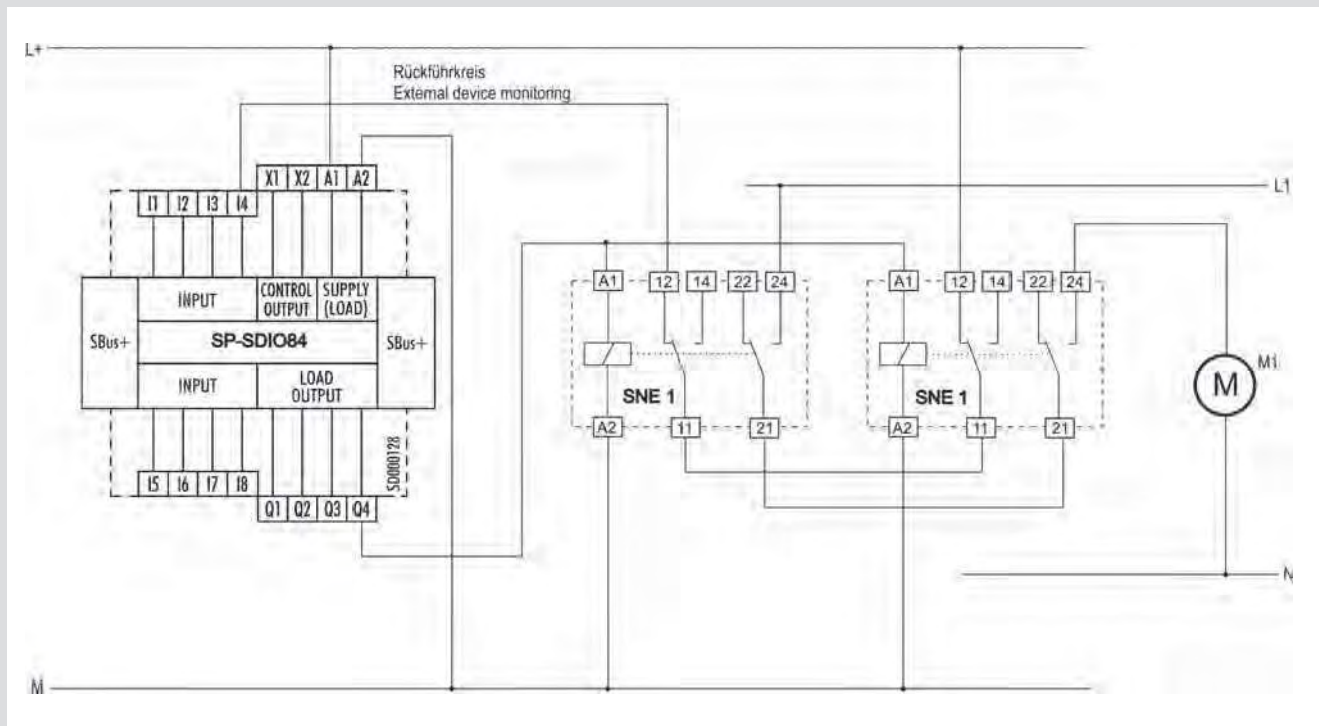 L+
Rückführkreis
External device monitoring
X1 X2 A1 A2
I1 I2 I3 I4
L1
A1 12 14 22 24
A1 12 14 22 24
SBus+
INPUT
CONTROL OUTPUT
SUPPLY (LOAD)
SBus+
SP-SDIO84
INPUT
LOAD OUTPUT
SNE 1
SNE 1
M
M1
A2 11 21
A2 11 21
SD000128
I5 I6 I7 I8
Q1 Q2 Q3 Q4
N
M